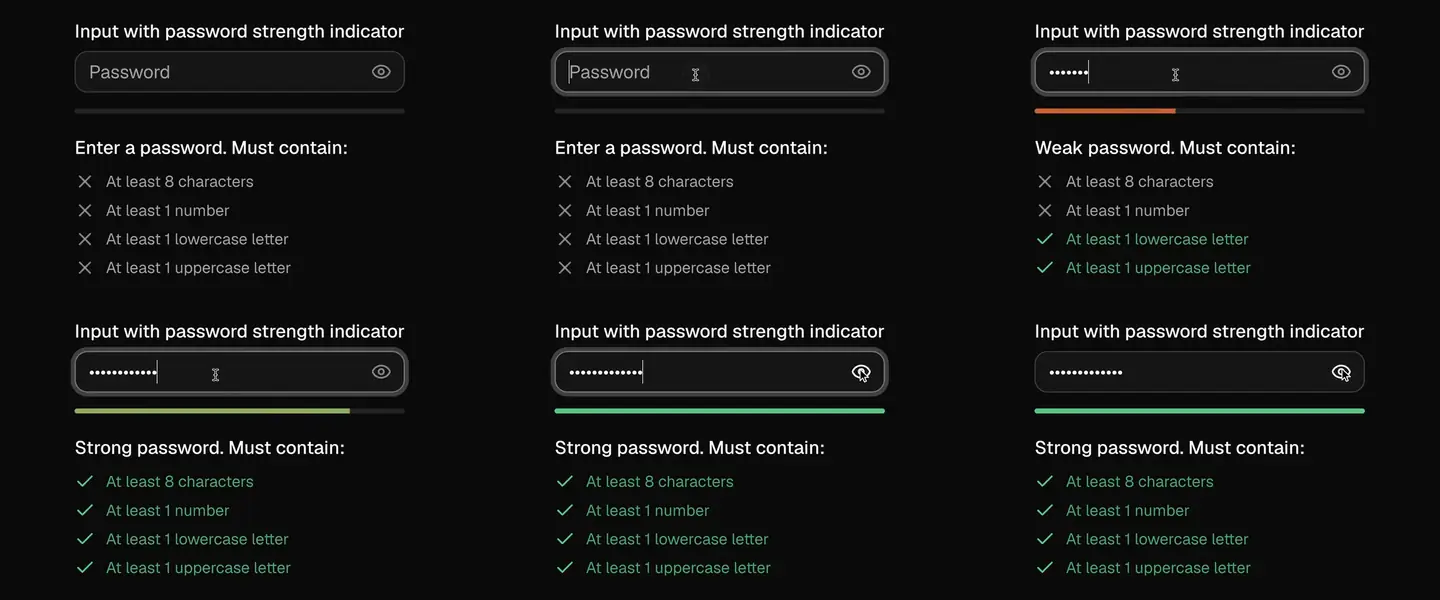 Input with password strength indicator
Password
Enter a password. Must contain:
At least 8 characters
At least 1 number
At least 1 lowercase letter
At least 1 uppercase letter
Input with password strength indicator
Password
Enter a password. Must contain:
At least 8 characters
At least 1 number
At least 1 lowercase letter
At least 1 uppercase letter
Input with password strength indicator
•••••••
Weak password. Must contain:
At least 8 characters
At least 1 number
At least 1 lowercase letter
At least 1 uppercase letter
Input with password strength indicator
••••••••••••
Strong password. Must contain:
At least 8 characters
At least 1 number
At least 1 lowercase letter
At least 1 uppercase letter
Input with password strength indicator
•••••••••••••
Strong password. Must contain:
At least 8 characters
At least 1 number
At least 1 lowercase letter
At least 1 uppercase letter
Input with password strength indicator
•••••••••••••
Strong password. Must contain:
At least 8 characters
At least 1 number
At least 1 lowercase letter
At least 1 uppercase letter